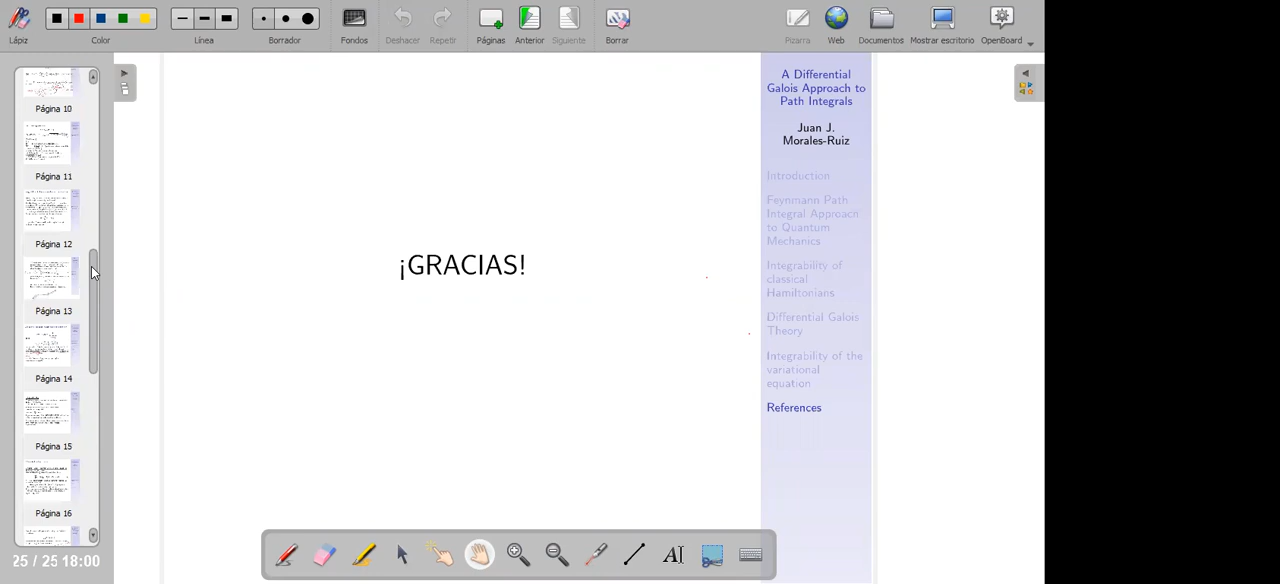 Lápiz
Color
Línea
Borrador
Fondos
Deshacer
Repetir
Páginas
Anterior
Siguiente
Borrar
Pizarra
Web
Documentos
Mostrar escritorio
OpenBoard
Página 10
Página 11
Página 12
Página 13
Página 14
Página 15
Página 16
25 / 25 18:00
¡GRACIAS!
A Differential
Galois Approach to
Path Integrals
Juan J.
Morales-Ruiz
Introduction
Feynmann Path
Integral Approach
to Quantum
Mechanics
Integrability of
classical
Hamiltonians
Differential Galois
Theory
Integrability of the
variational
equation
References